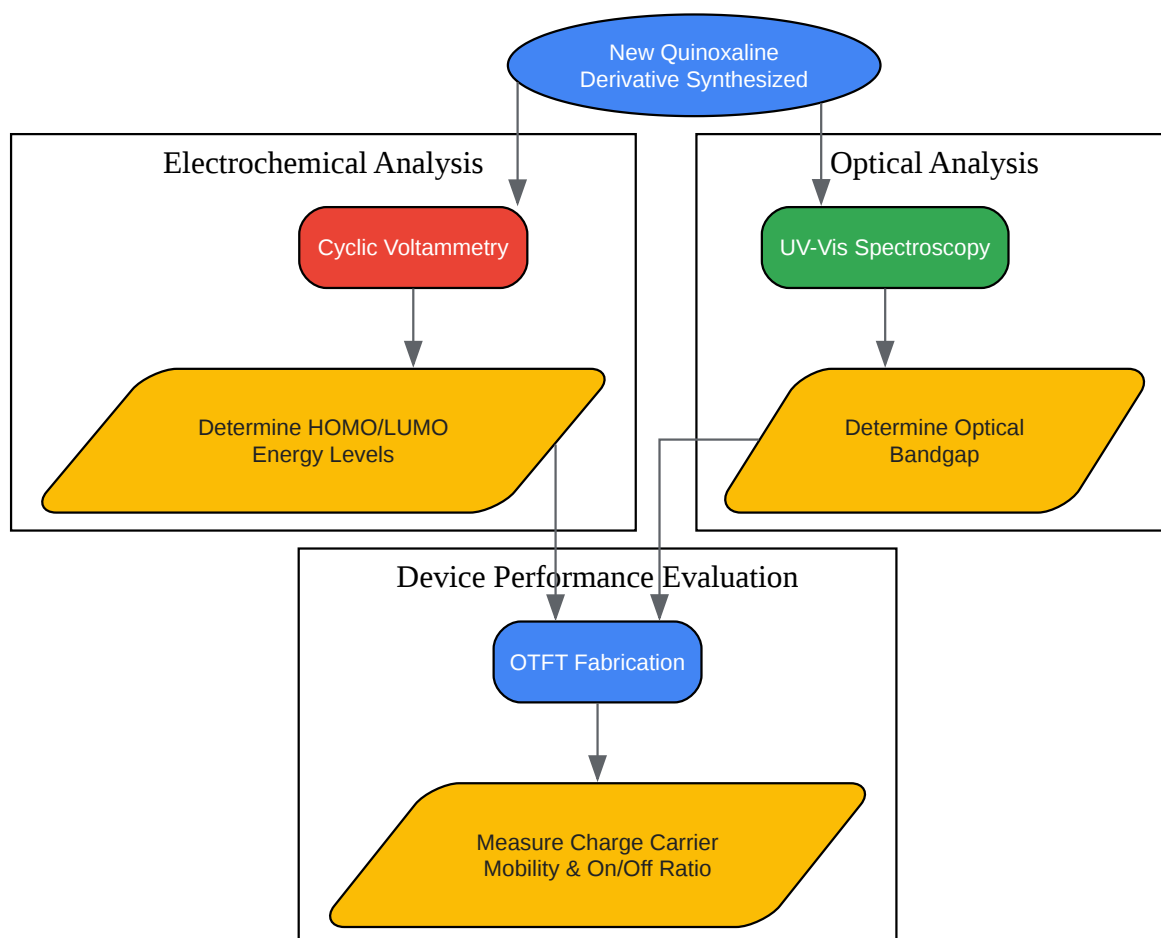 New Quinoxaline
Derivative Synthesized
Electrochemical Analysis
Optical Analysis
Cyclic Voltammetry
UV-Vis Spectroscopy
Determine HOMO/LUMO
Energy Levels
Determine Optical
Bandgap
Device Performance Evaluation
OTFT Fabrication
Measure Charge Carrier
Mobility & On/Off Ratio